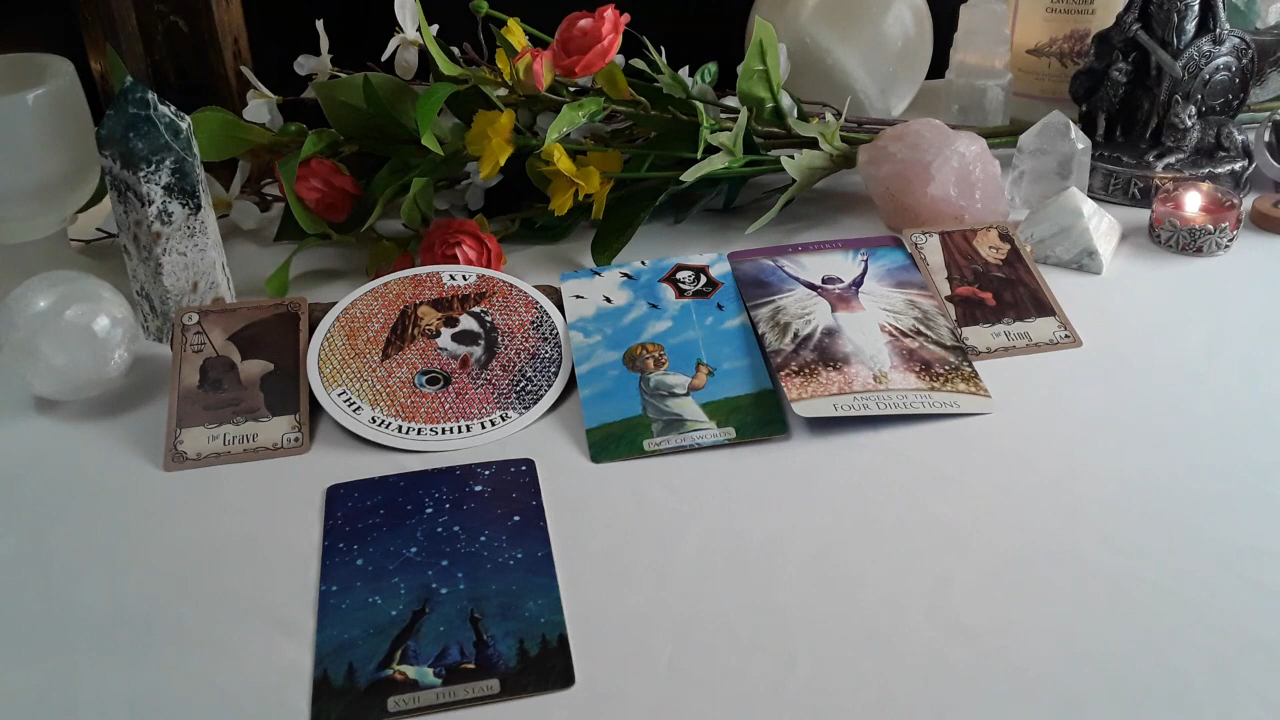 LAVENDER
CHAMOMILE
8
The Grave
9♠
XV
THE SHAPESHIFTER
PAGE OF SWORDS
SPIRIT
ANGELS OF THE
FOUR DIRECTIONS
25
The Ring
A♣
XVII - THE STAR